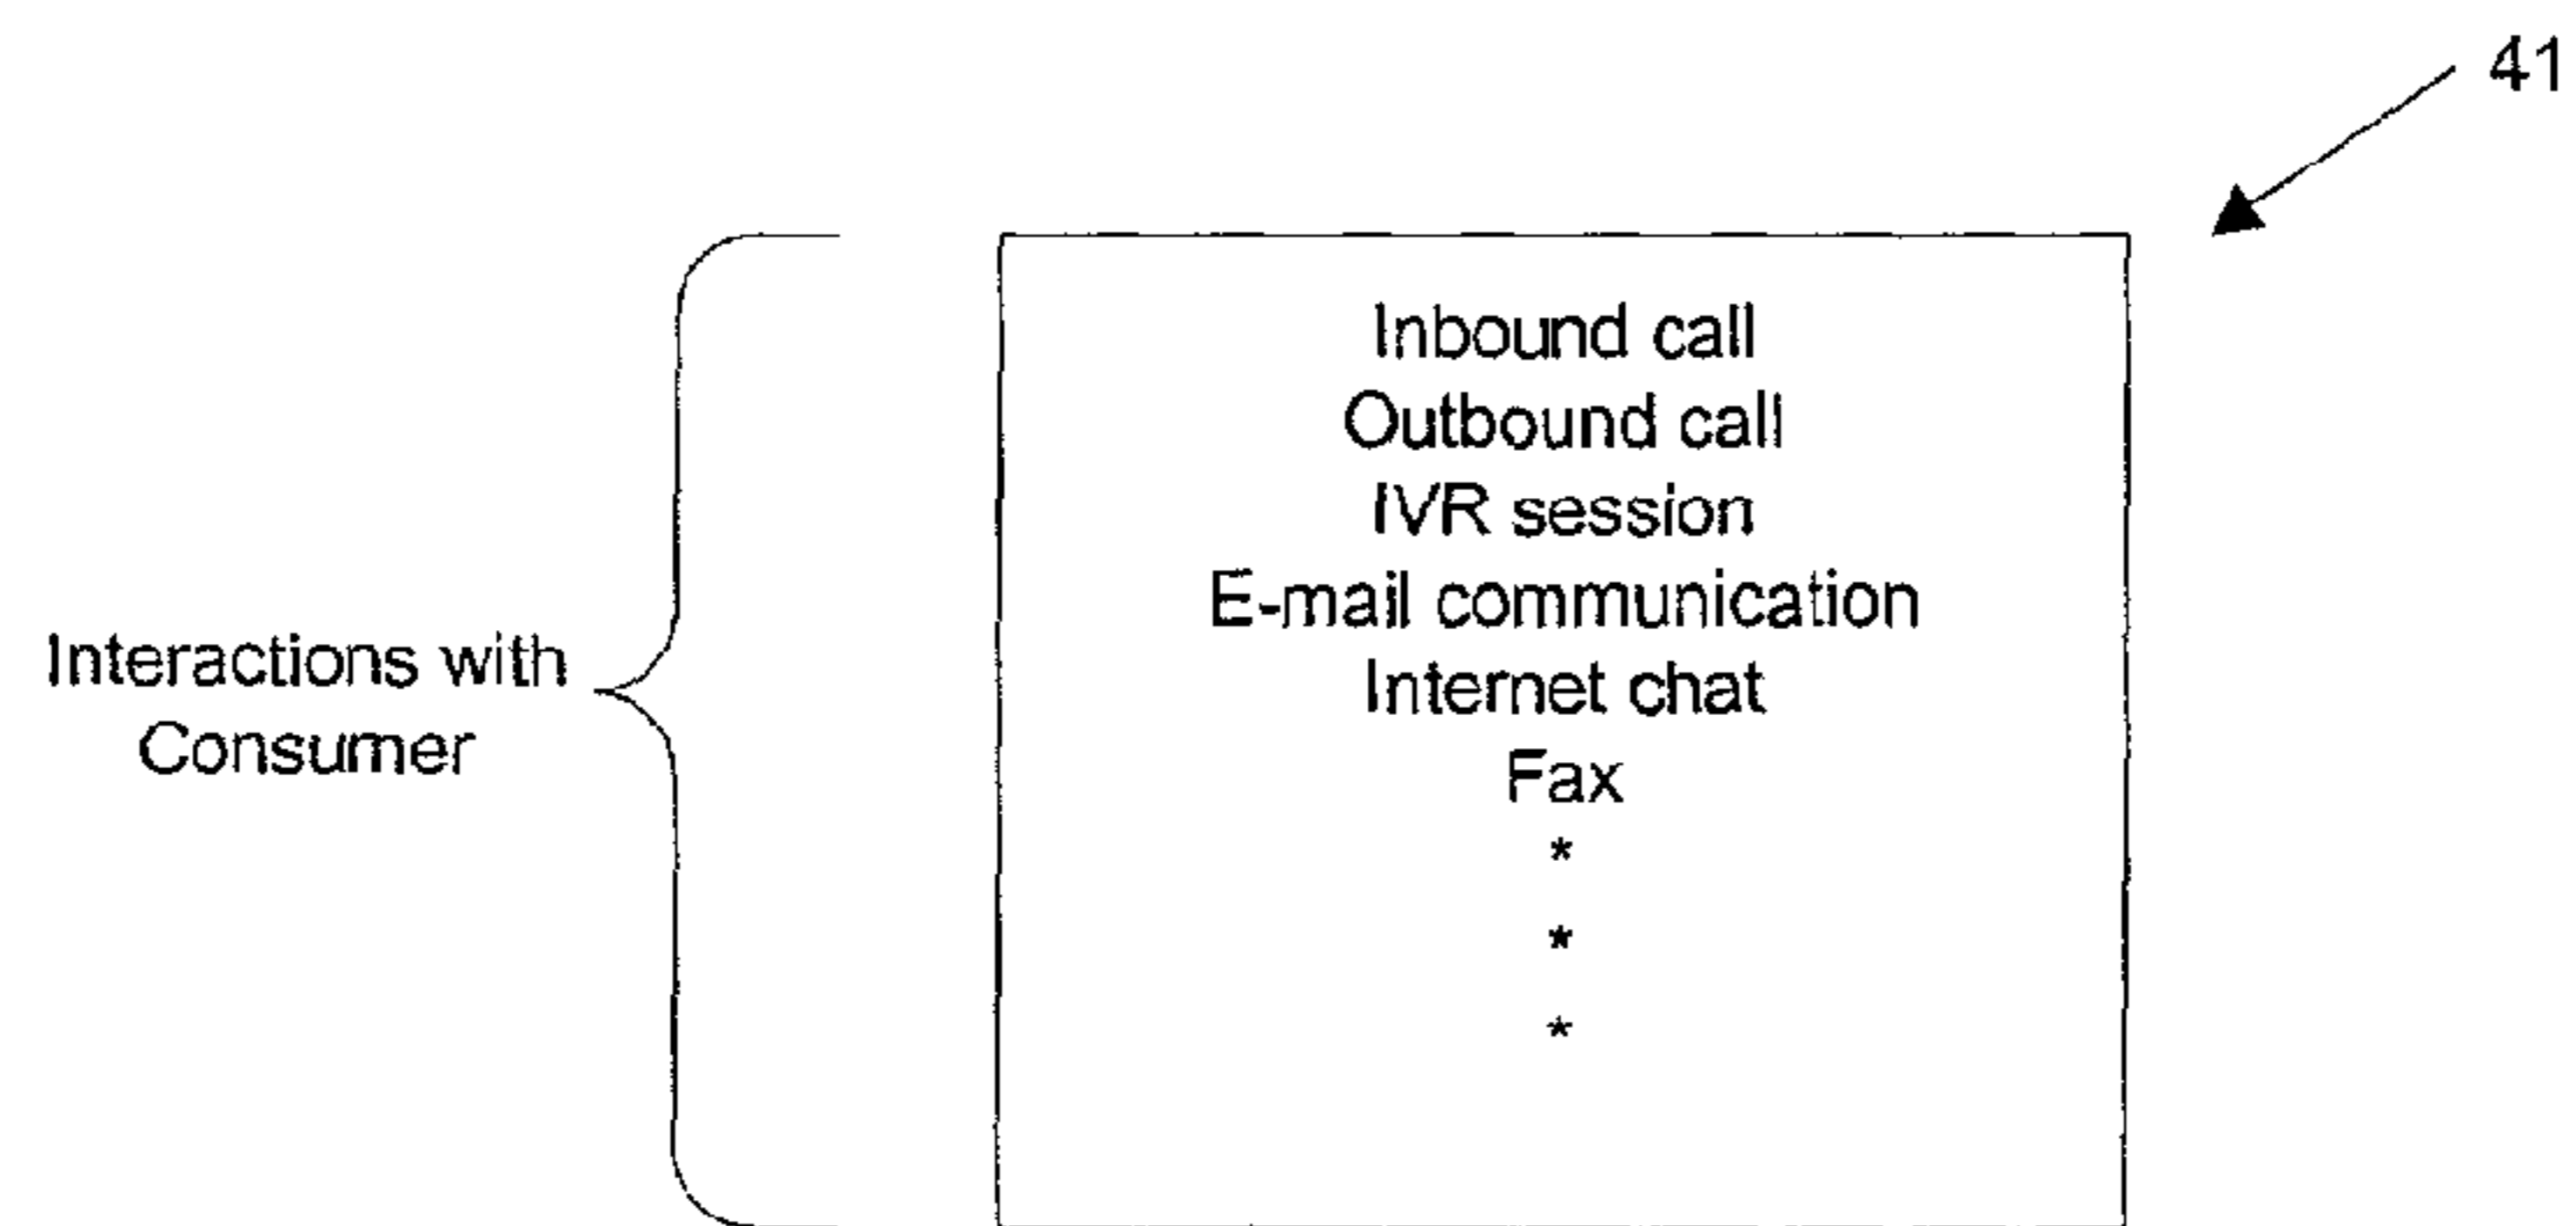 41
Inbound call
Outbound call
IVR session
E-mail communication
Internet chat
Fax
*
*
*
Interactions with
Consumer